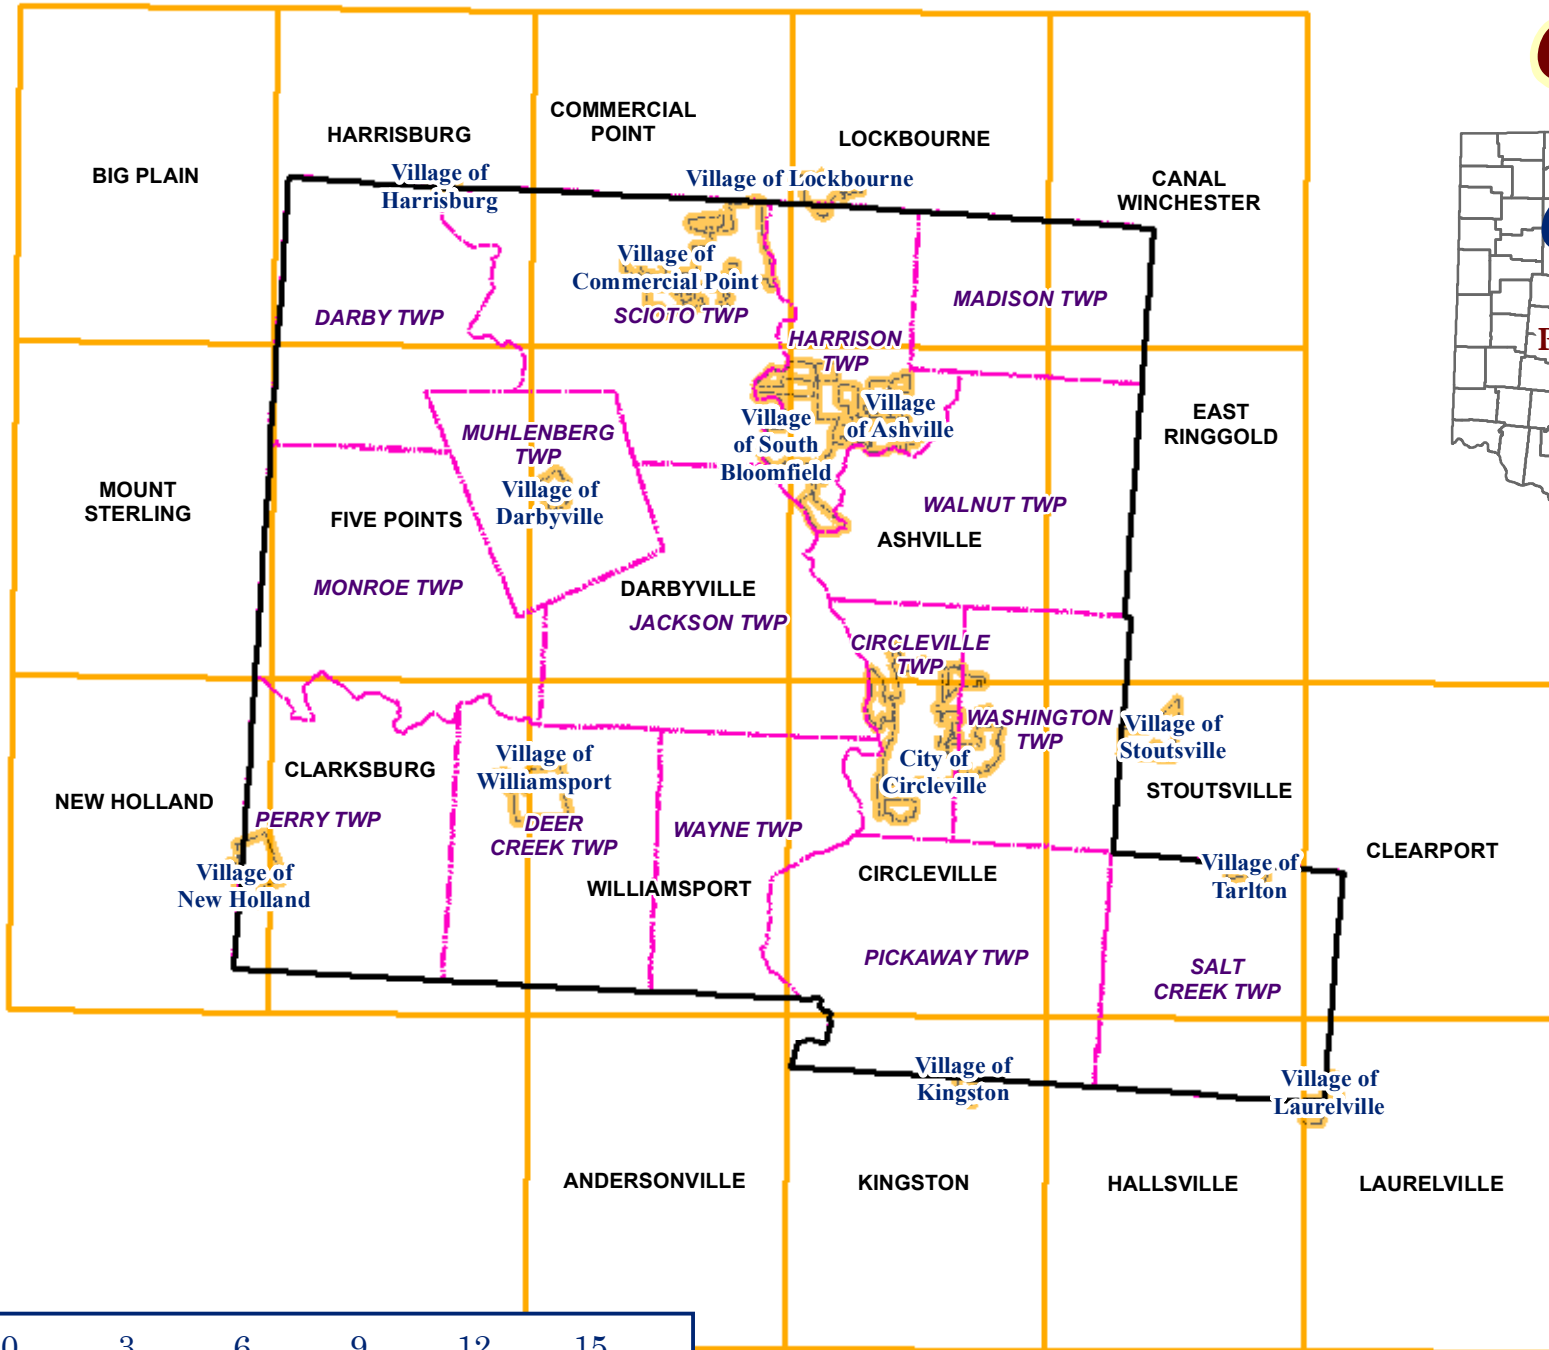 COMMERCIAL
POINT
HARRISBURG
LOCKBOURNE
BIG PLAIN
Village of
Harrisburg
Village of Lockbourne
CANAL
WINCHESTER
Village of
Commercial Point
DARBY TWP
SCIOTO TWP
MADISON TWP
HARRISON
TWP
Village
of Ashville
Village
of South
Bloomfield
EAST
RINGGOLD
MUHLENBERG
TWP
Village of
Darbyville
MOUNT
STERLING
FIVE POINTS
WALNUT TWP
ASHVILLE
MONROE TWP
DARBYVILLE
JACKSON TWP
CIRCLEVILLE
TWP
WASHINGTON
TWP
Village of
Stoutsville
Village of
Williamsport
City of
Circleville
CLARKSBURG
NEW HOLLAND
STOUTSVILLE
PERRY TWP
DEER
CREEK TWP
WAYNE TWP
CLEARPORT
Village of
New Holland
WILLIAMSPORT
CIRCLEVILLE
Village of
Tarlton
PICKAWAY TWP
SALT
CREEK TWP
Village of
Kingston
Village of
Laurelville
ANDERSONVILLE
KINGSTON
HALLSVILLE
LAURELVILLE
0 3 6 9 12 15